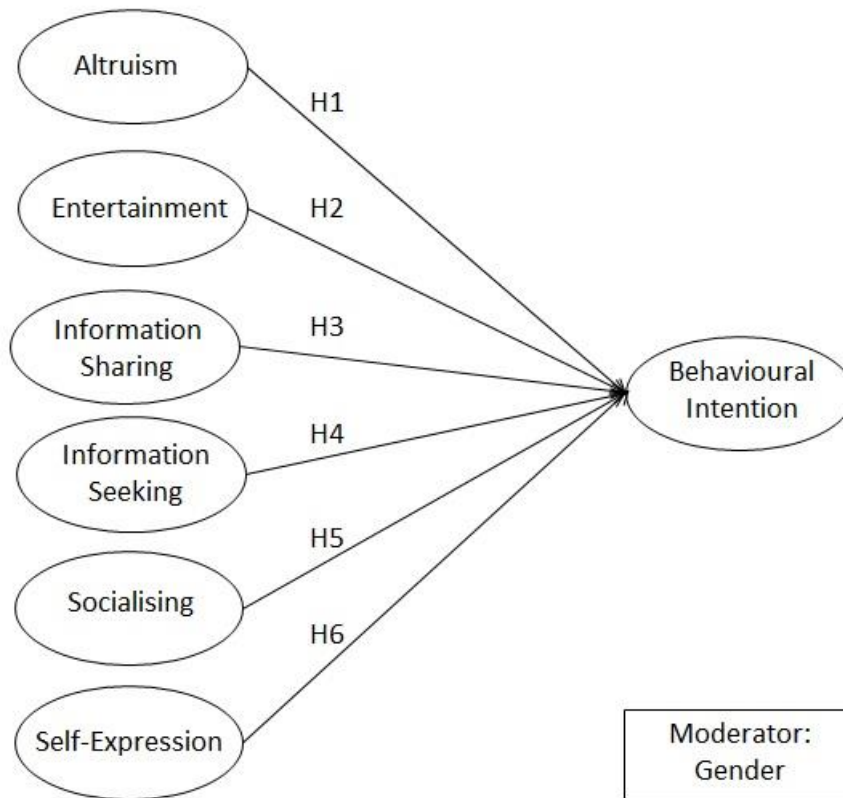 Altruism
H1
Entertainment
H2
Information
Sharing
H3
Information
Seeking
H4
Socialising
H5
Self-Expression
H6
Behavioural
Intention
Moderator:
Gender